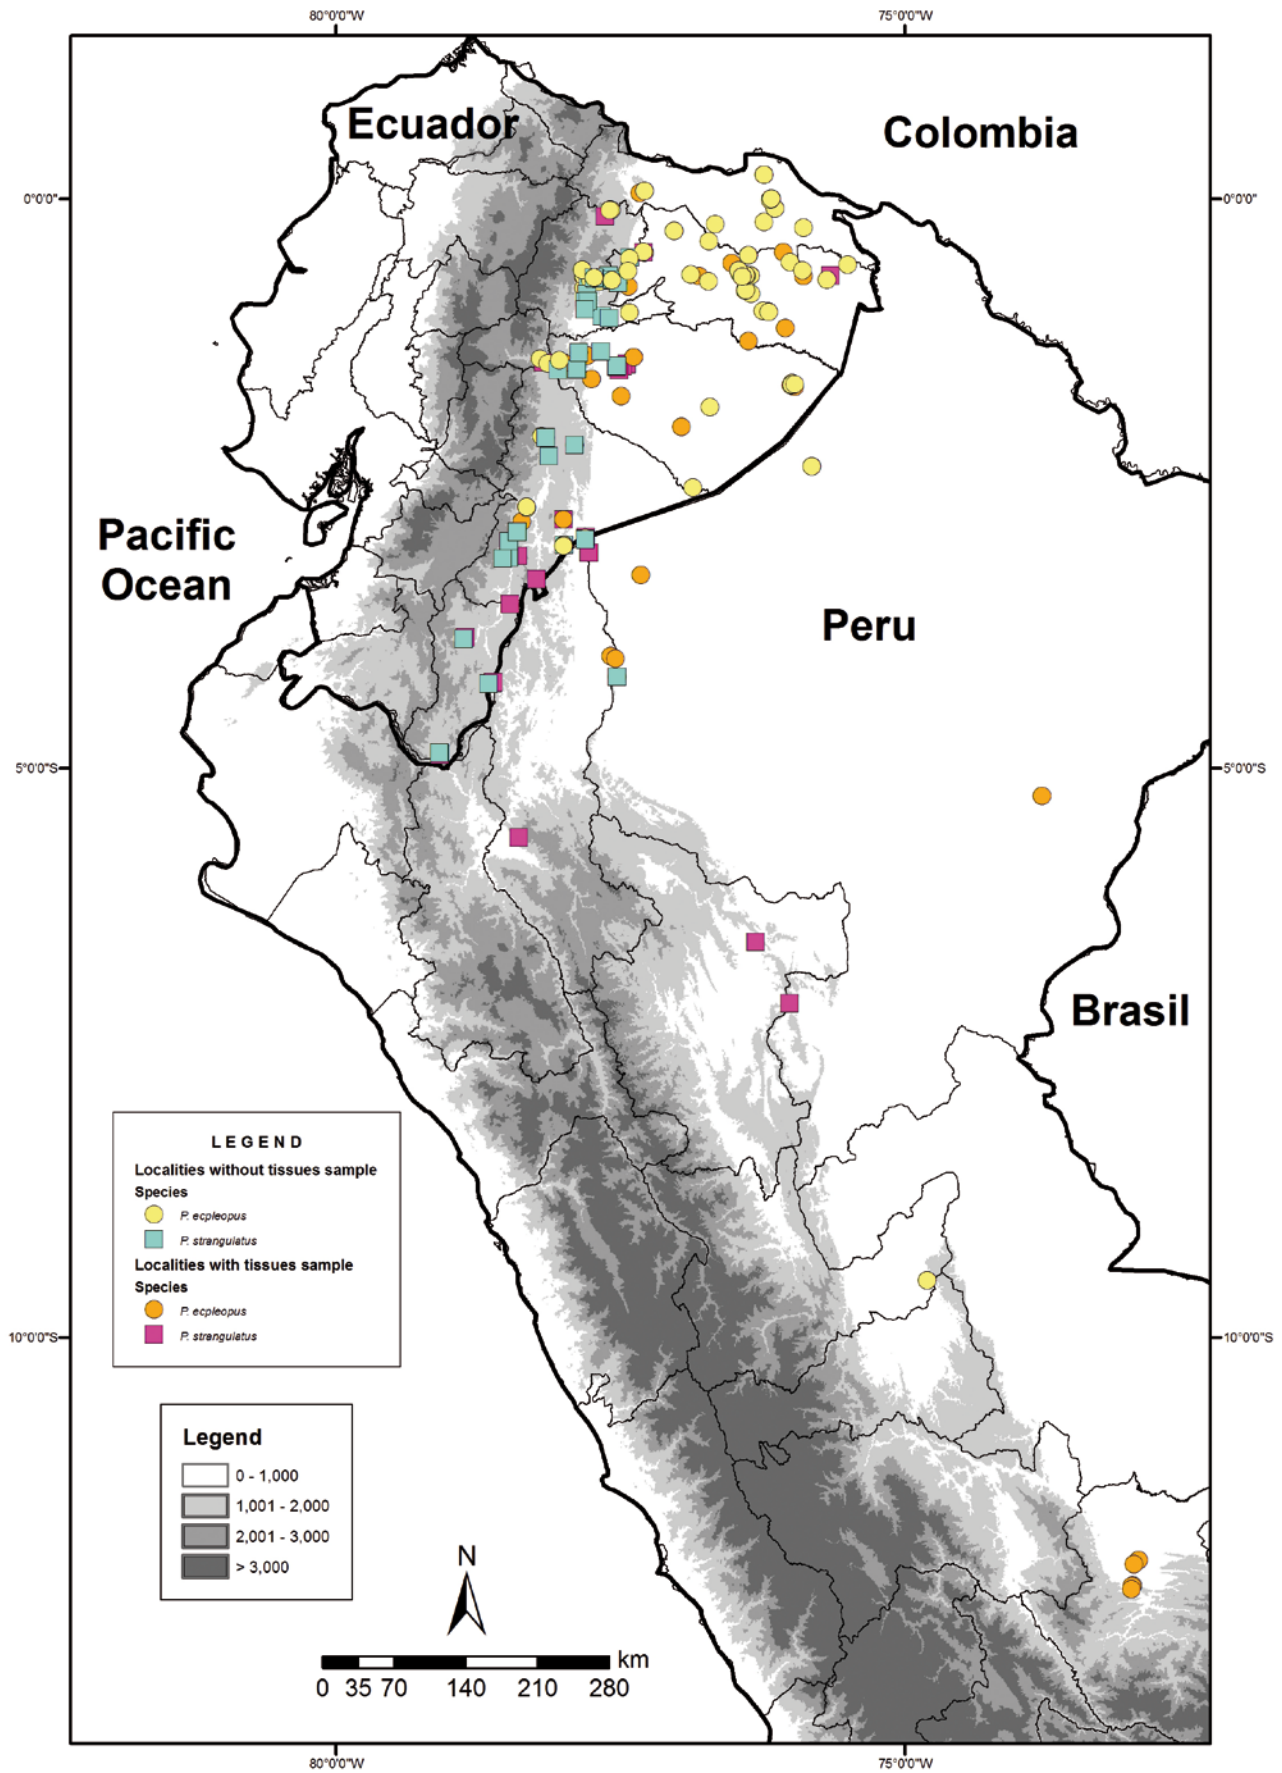 80°0'0"W 75°0'0"W
Ecuador
Colombia
0°0'0" 0°0'0"
Pacific
Ocean
Peru
5°0'0"S 5°0'0"S
Brasil
LEGEND
Localities without tissues sample
Species
P. ecpleopus
P. strangulatus
Localities with tissues sample
Species
P. ecpleopus
P. strangulatus
10°0'0"S 10°0'0"S
Legend
0 - 1,000
1,001 - 2,000
2,001 - 3,000
> 3,000
N
km
0 35 70 140 210 280
80°0'0"W 75°0'0"W